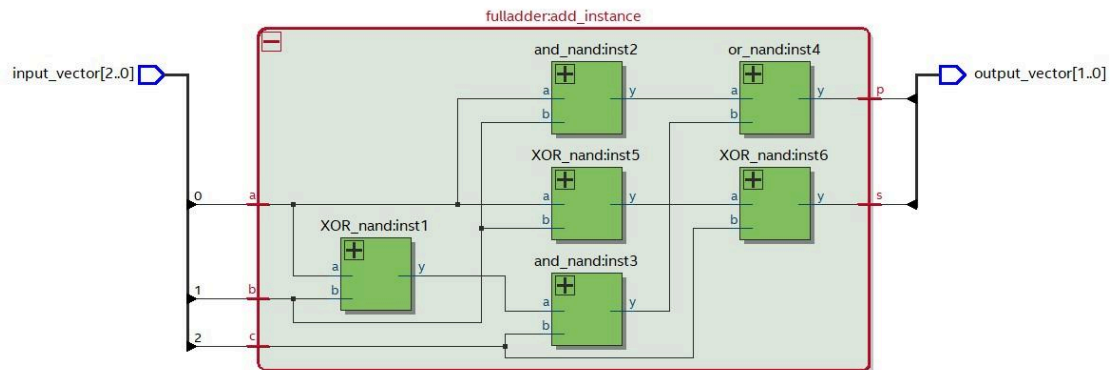 fulladder:add_instance
input_vector[2..0]
output_vector[1..0]
and_nand:inst2
a
b
y
or_nand:inst4
a
b
y
p
XOR_nand:inst5
a
b
y
XOR_nand:inst6
a
b
y
s
0
a
XOR_nand:inst1
a
b
y
1
b
and_nand:inst3
a
b
y
2
c